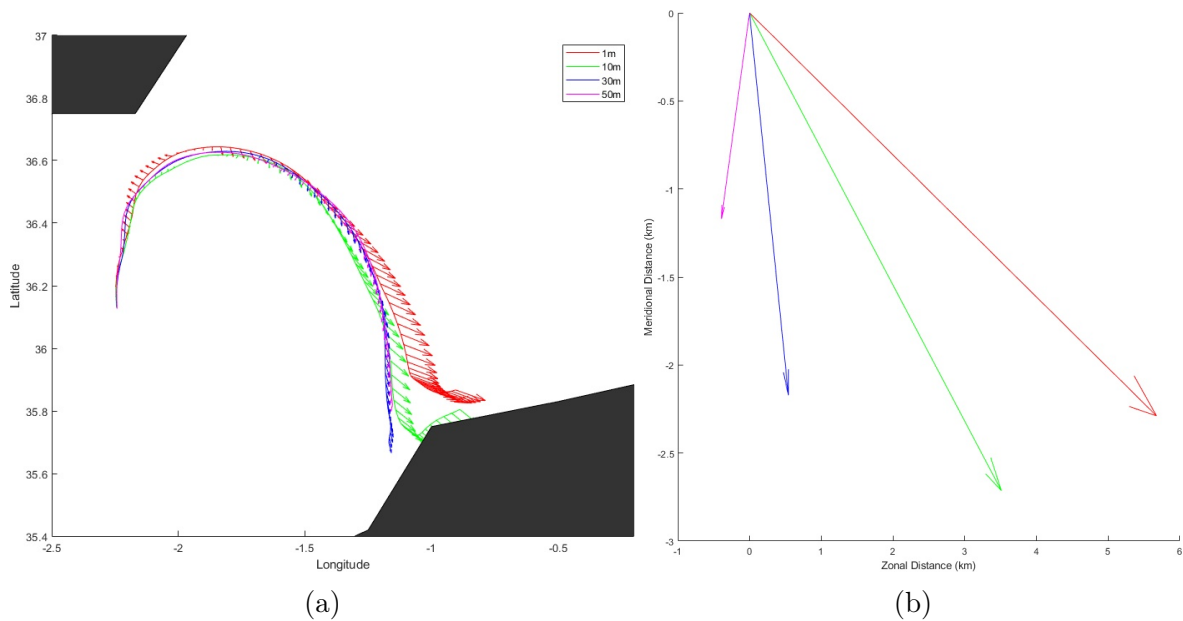 37
36.8
36.6
36.4
36.2
36
35.8
35.6
35.4
-2.5
-2
-1.5
-1
-0.5
Latitude
Longitude
1m
10m
30m
50m
(a)
0
-0.5
-1
-1.5
-2
-2.5
-3
-1
0
1
2
3
4
5
6
Meridional Distance (km)
Zonal Distance (km)
(b)